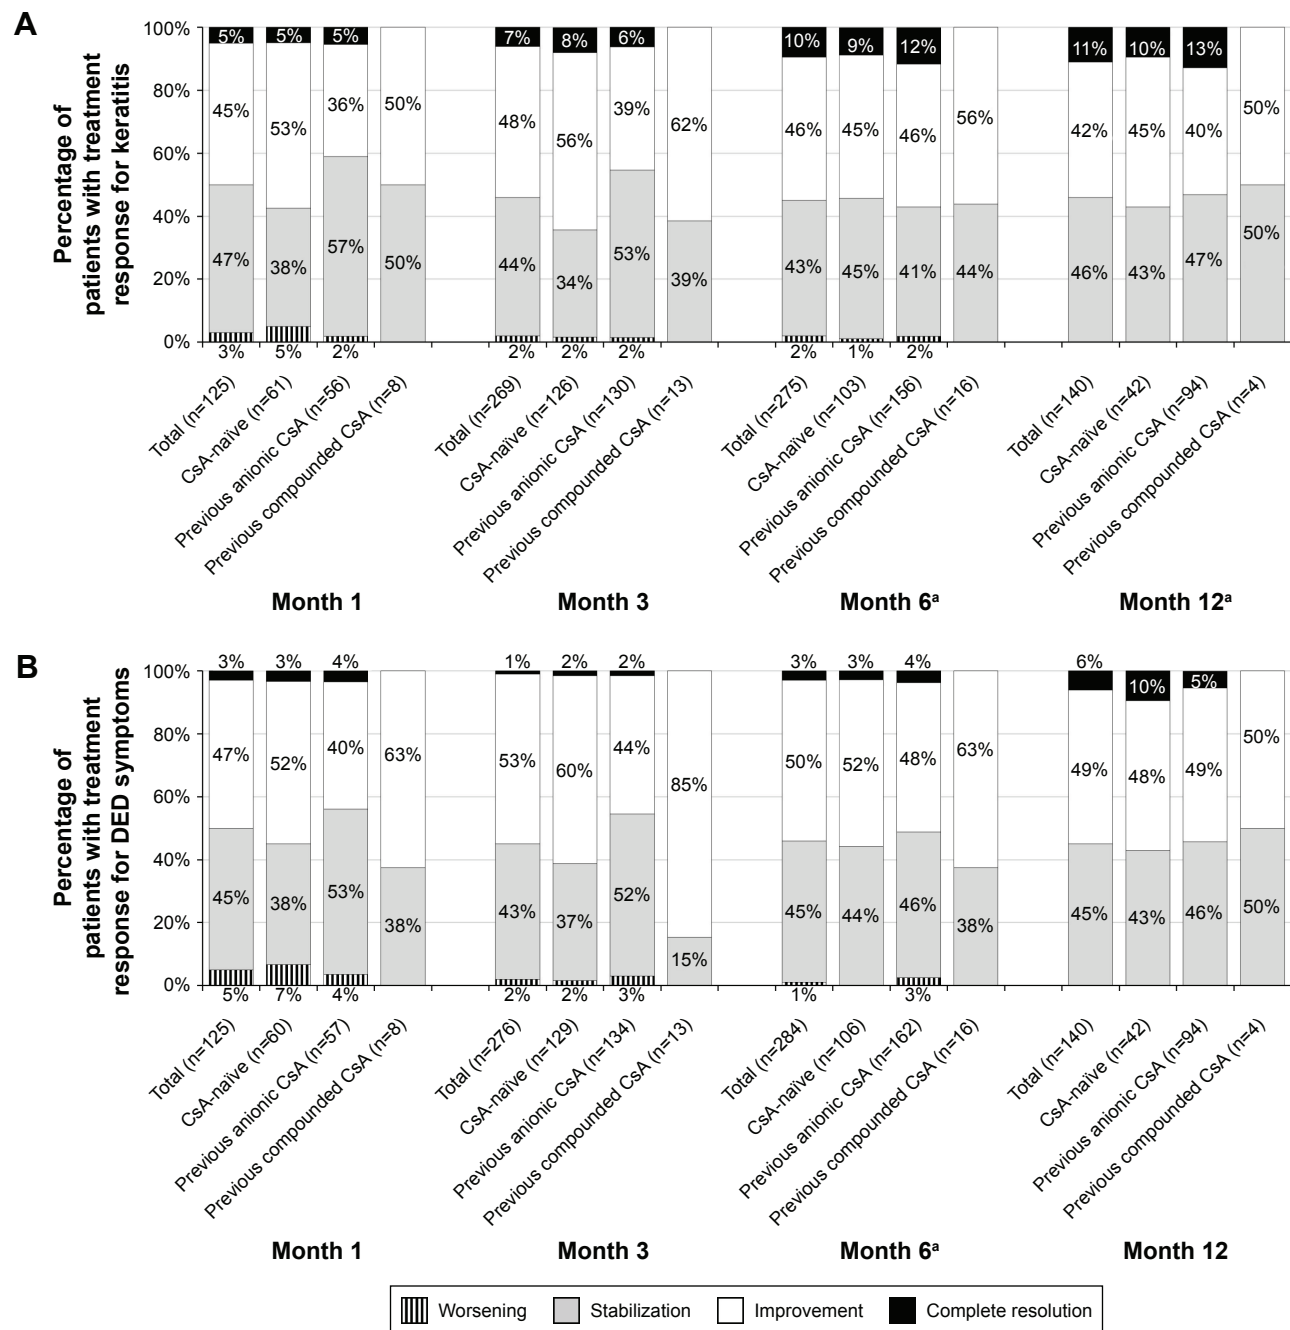 A
Percentage of
patients with treatment
response for keratitis
100%
80%
60%
40%
20%
0%
5%
5%
5%
45%
53%
36%
50%
47%
38%
57%
50%
3%
5%
2%
7%
8%
6%
48%
56%
39%
62%
44%
34%
53%
39%
2%
2%
2%
10%
9%
12%
46%
45%
46%
56%
43%
45%
41%
44%
2%
1%
2%
11%
10%
13%
42%
45%
40%
50%
46%
43%
47%
50%
Total (n=125)
CsA-naïve (n=61)
Previous anionic CsA (n=56)
Previous compounded CsA (n=8)
Total (n=269)
CsA-naïve (n=126)
Previous anionic CsA (n=130)
Previous compounded CsA (n=13)
Total (n=275)
CsA-naïve (n=103)
Previous anionic CsA (n=156)
Previous compounded CsA (n=16)
Total (n=140)
CsA-naïve (n=42)
Previous anionic CsA (n=94)
Previous compounded CsA (n=4)
Month 1
Month 3
Month 6ª
Month 12ª
B
Percentage of
patients with treatment
response for DED symptoms
100%
80%
60%
40%
20%
0%
3%
3%
4%
47%
52%
40%
63%
45%
38%
53%
38%
5%
7%
4%
1%
2%
2%
53%
60%
44%
85%
43%
37%
52%
15%
2%
2%
3%
3%
3%
4%
50%
52%
48%
63%
45%
44%
46%
38%
1%
3%
6%
10%
5%
49%
48%
49%
50%
45%
43%
46%
50%
Total (n=125)
CsA-naïve (n=60)
Previous anionic CsA (n=57)
Previous compounded CsA (n=8)
Total (n=276)
CsA-naïve (n=129)
Previous anionic CsA (n=134)
Previous compounded CsA (n=13)
Total (n=284)
CsA-naïve (n=106)
Previous anionic CsA (n=162)
Previous compounded CsA (n=16)
Total (n=140)
CsA-naïve (n=42)
Previous anionic CsA (n=94)
Previous compounded CsA (n=4)
Month 1
Month 3
Month 6ª
Month 12
Worsening
Stabilization
Improvement
Complete resolution